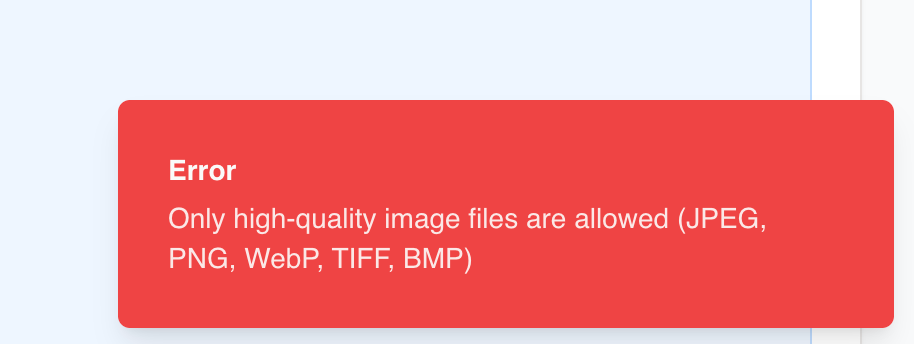 Error
Only high-quality image files are allowed (JPEG,
PNG, WebP, TIFF, BMP)